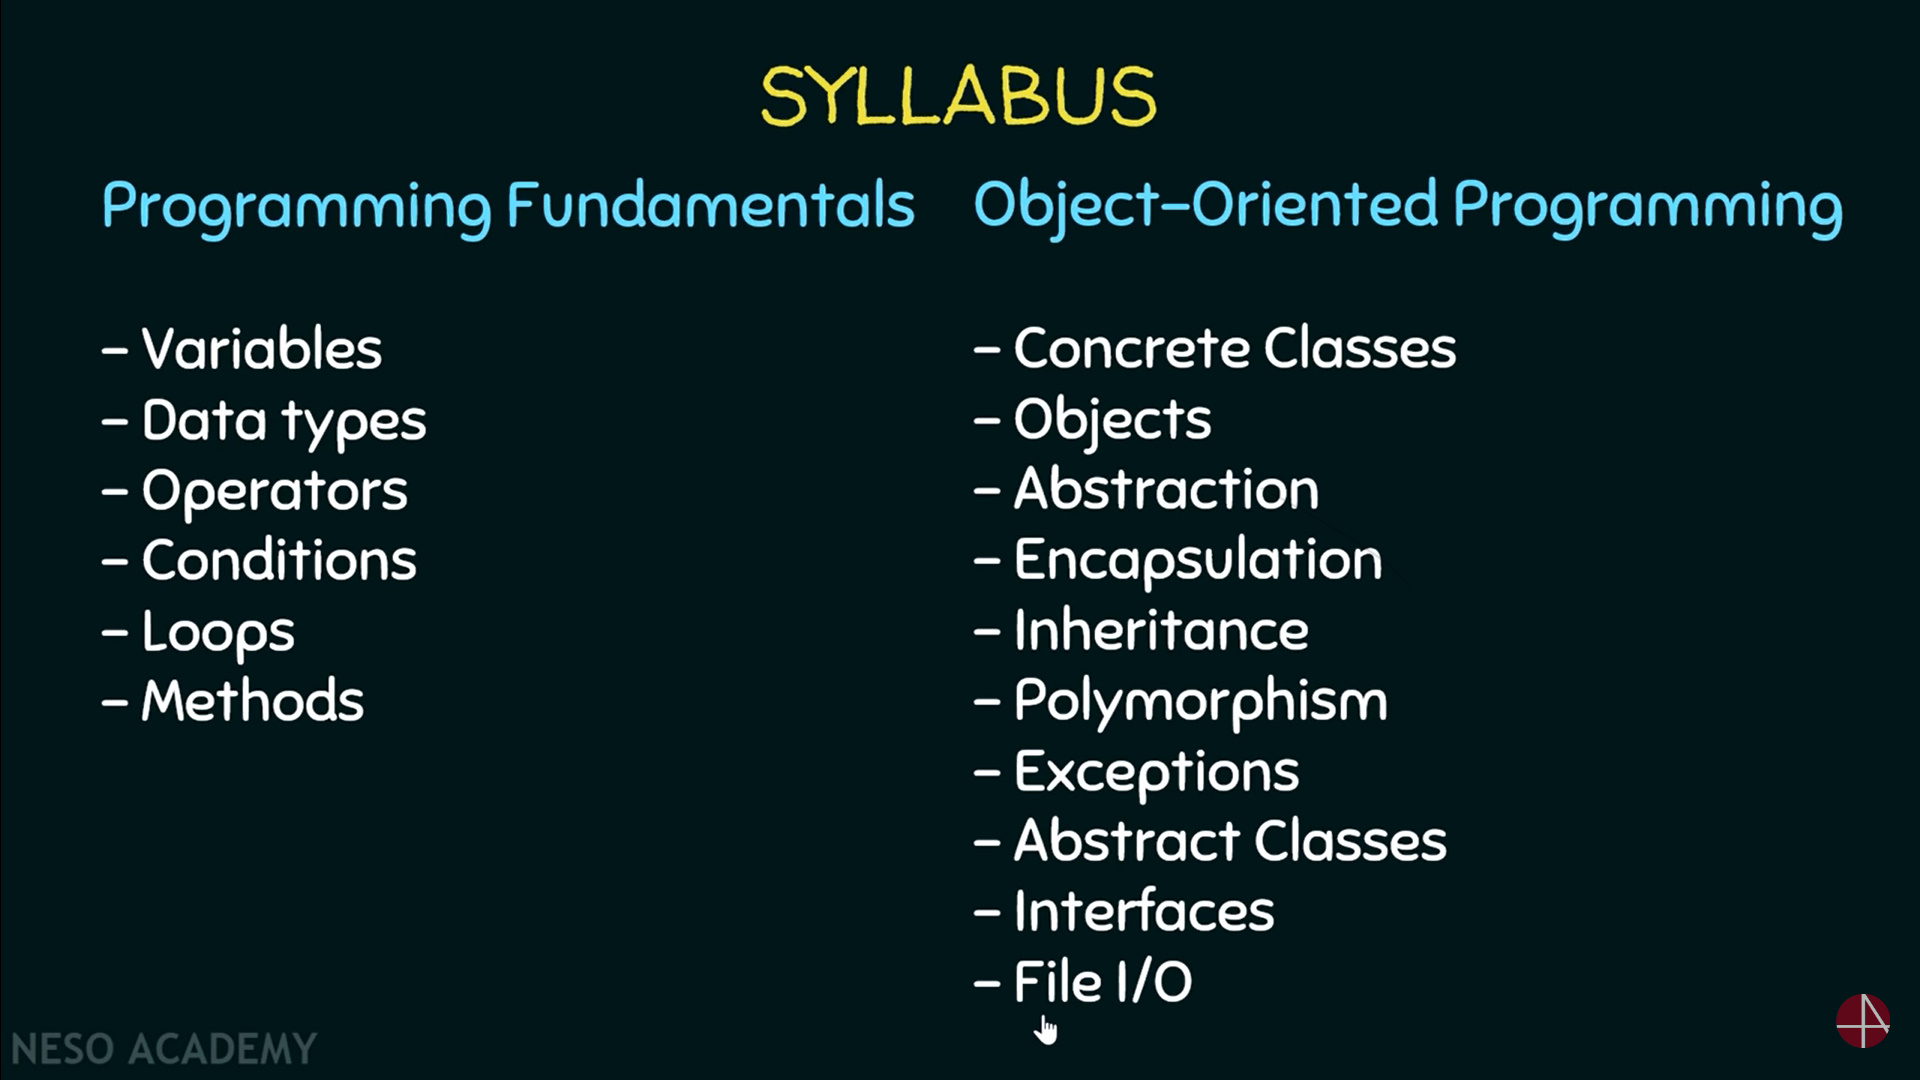 SYLLABUS
Programming Fundamentals
- Variables
- Data types
- Operators
- Conditions
- Loops
- Methods
Object-Oriented Programming
- Concrete Classes
- Objects
- Abstraction
- Encapsulation
- Inheritance
- Polymorphism
- Exceptions
- Abstract Classes
- Interfaces
- File I/O
NESO ACADEMY